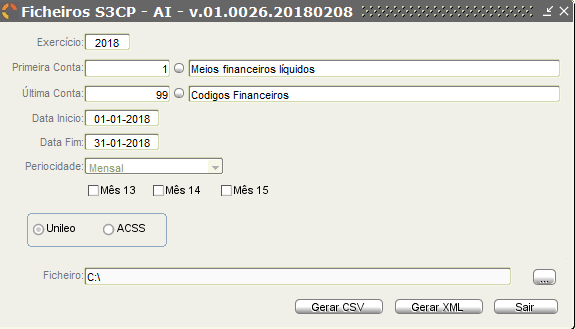 Ficheiros S3CP - AI - v.01.0026.20180208
Exercício: 2018
Primeira Conta: 1 Meios financeiros líquidos
Última Conta: 99 Codigos Financeiros
Data Inicio: 01-01-2018
Data Fim: 31-01-2018
Periocidade: Mensal
Mês 13 Mês 14 Mês 15
Unileo ACSS
Ficheiro: C:\ ...
Gerar CSV Gerar XML Sair